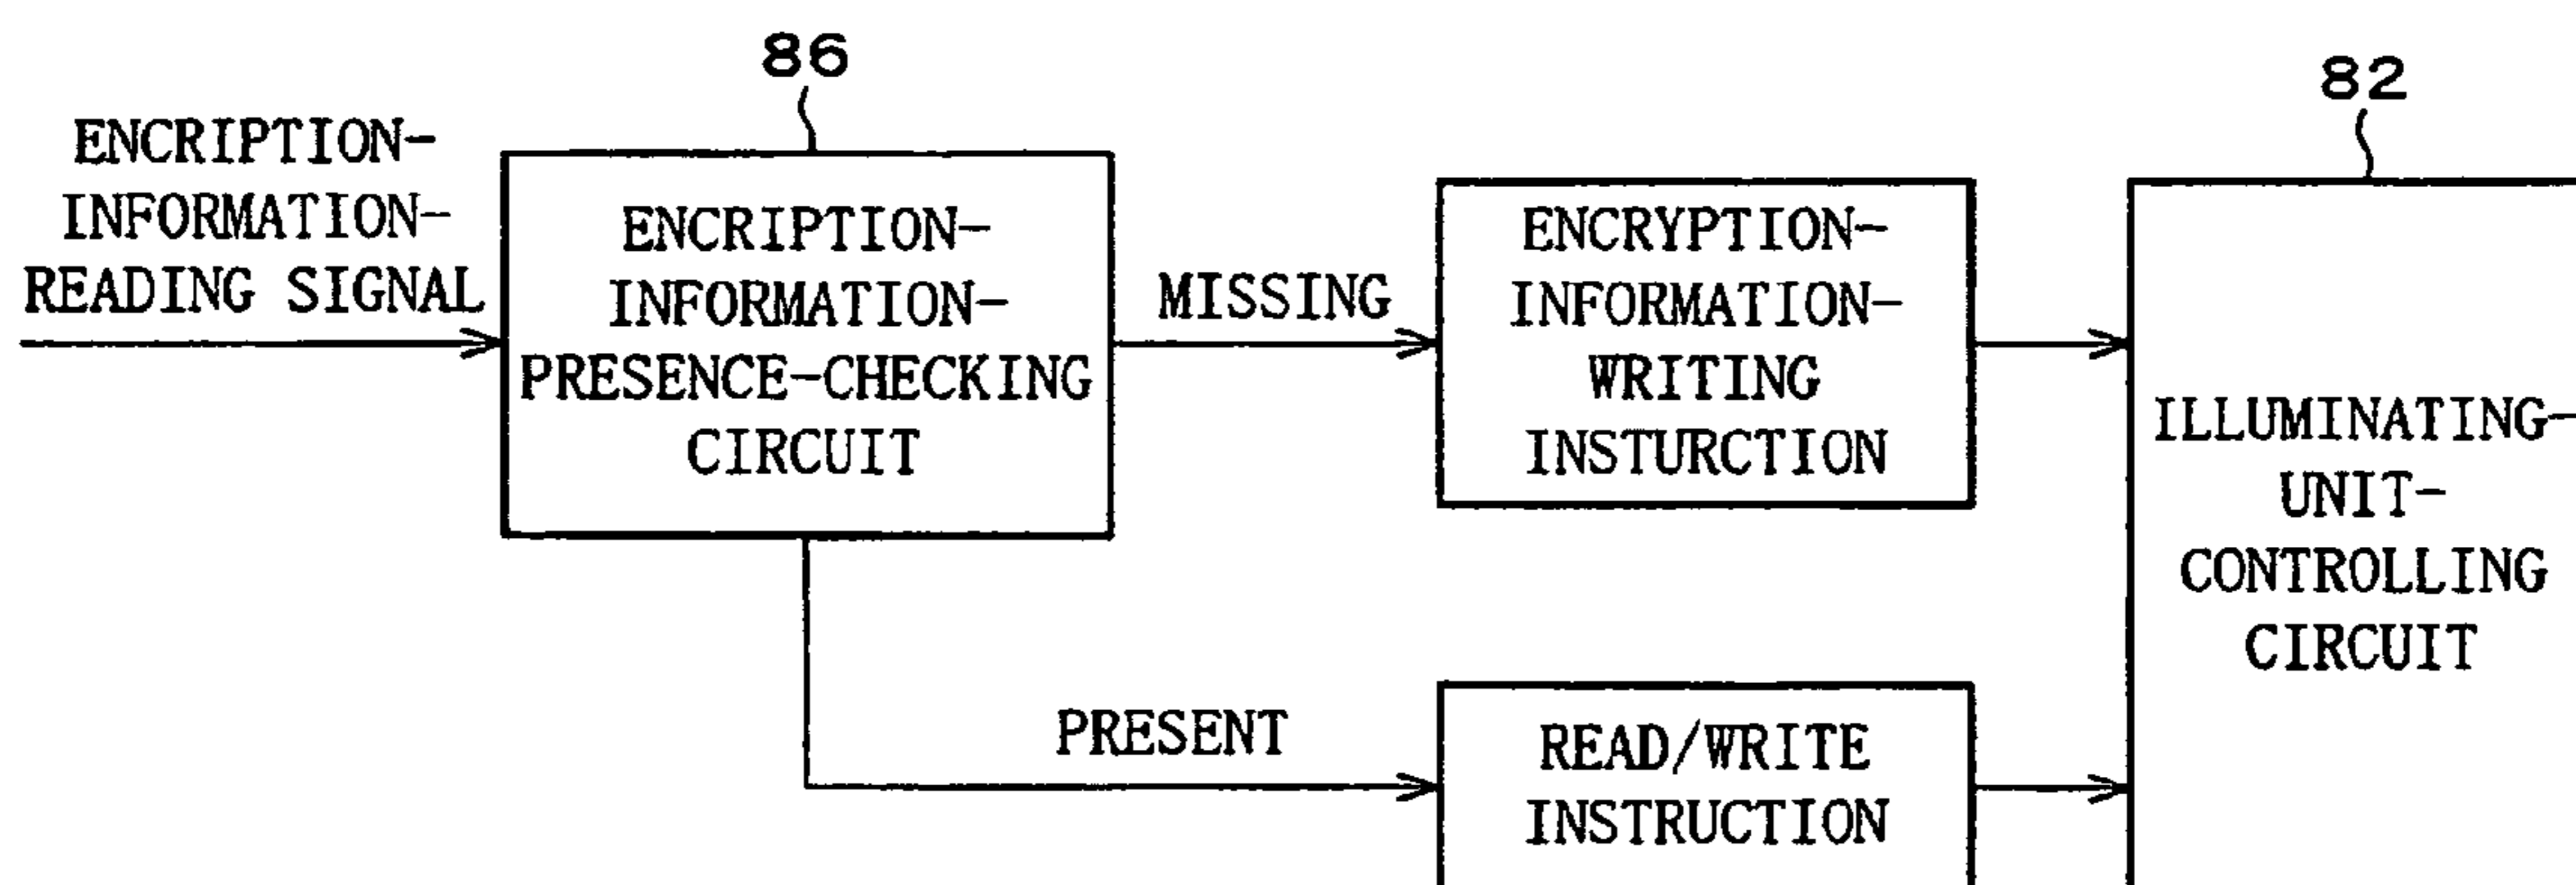 86
82
ENCRIPTION-
INFORMATION-
READING SIGNAL
ENCRIPTION-
INFORMATION-
PRESENCE-CHECKING
CIRCUIT
MISSING
ENCRYPTION-
INFORMATION-
WRITING
INSTURCTION
ILLUMINATING-
UNIT-
CONTROLLING
CIRCUIT
PRESENT
READ/WRITE
INSTRUCTION